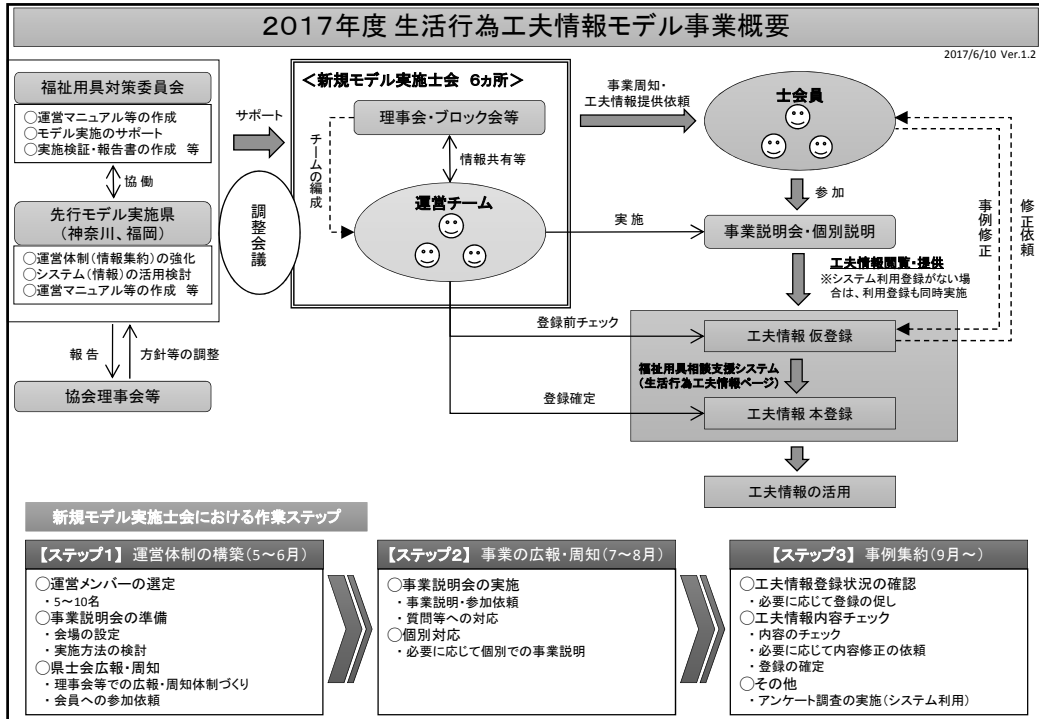 2017年度 生活行為工夫情報モデル事業概要
2017/6/10 Ver.1.2
福祉用具対策委員会
○運営マニュアル等の作成
○モデル実施のサポート
○実施検証・報告書の作成 等
協 働
先行モデル実施県
(神奈川、福岡)
○運営体制(情報集約)の強化
○システム(情報)の活用検討
○運営マニュアル等の作成 等
報 告
方針等の調整
協会理事会等
サポート
調整会議
<新規モデル実施士会 6ヵ所>
理事会・ブロック会等
チームの編成
情報共有等
運営チーム
事業周知・
工夫情報提供依頼
士会員
参 加
実 施
事業説明会・個別説明
事例修正
修正依頼
工夫情報閲覧・提供
※システム利用登録がない場
合は、利用登録も同時実施
登録前チェック
工夫情報 仮登録
福祉用具相談支援システム
(生活行為工夫情報ページ)
登録確定
工夫情報 本登録
工夫情報の活用
新規モデル実施士会における作業ステップ
【ステップ1】 運営体制の構築(5～6月)
○運営メンバーの選定
・5～10名
○事業説明会の準備
・会場の設定
・実施方法の検討
○県士会広報・周知
・理事会等での広報・周知体制づくり
・会員への参加依頼
【ステップ2】 事業の広報・周知(7～8月)
○事業説明会の実施
・事業説明・参加依頼
・質問等への対応
○個別対応
・必要に応じて個別での事業説明
【ステップ3】 事例集約(9月～)
○工夫情報登録状況の確認
・必要に応じて登録の促し
○工夫情報内容チェック
・内容のチェック
・必要に応じて内容修正の依頼
・登録の確定
○その他
・アンケート調査の実施(システム利用)